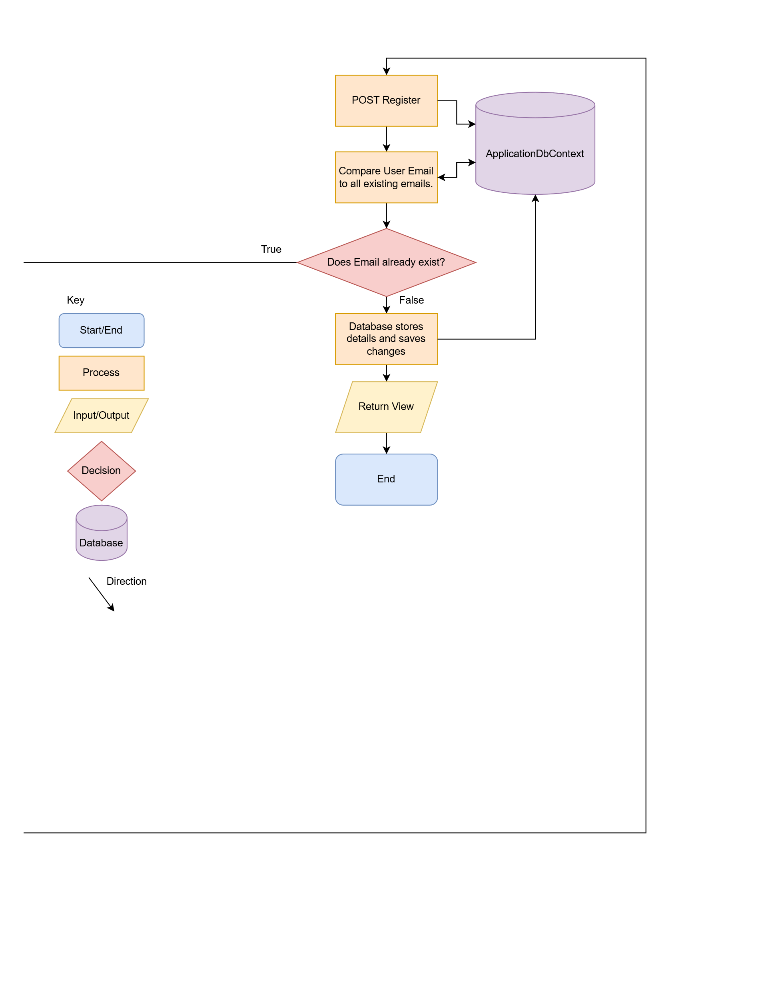 POST Register
ApplicationDbContext
Compare User Email
to all existing emails.
True
Does Email already exist?
Key
False
Start/End
Database stores
details and saves
changes
Process
Return View
Input/Output
Decision
End
Database
Direction